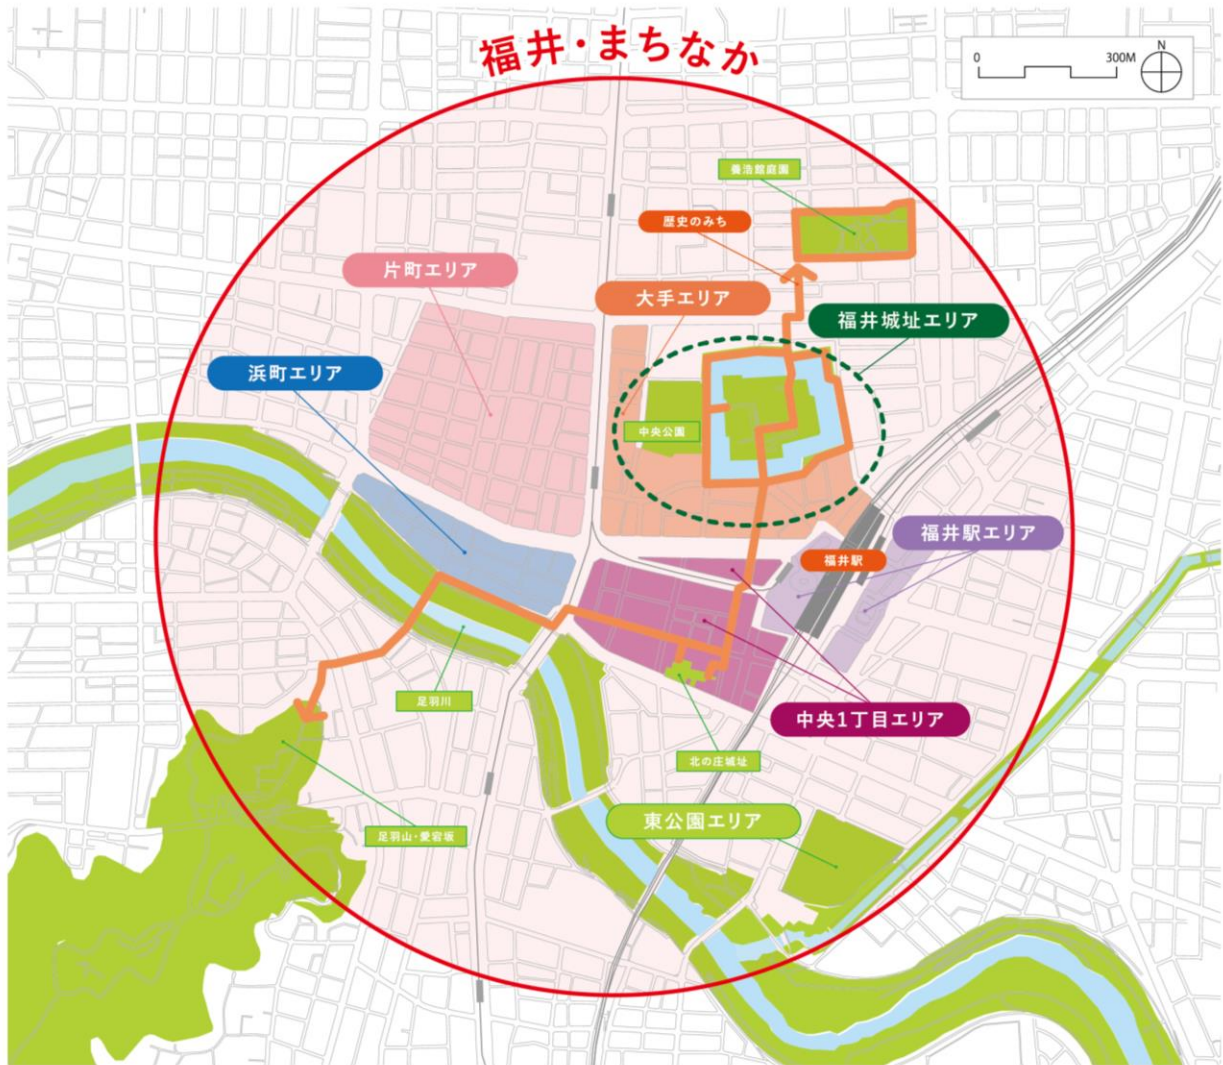 福井・まちなか
0 300M N
養浩館庭園
歴史のみち
片町エリア
大手エリア
福井城址エリア
浜町エリア
中央公園
福井駅エリア
福井駅
足羽川
中央1丁目エリア
北の庄城址
東公園エリア
足羽山・愛宕坂